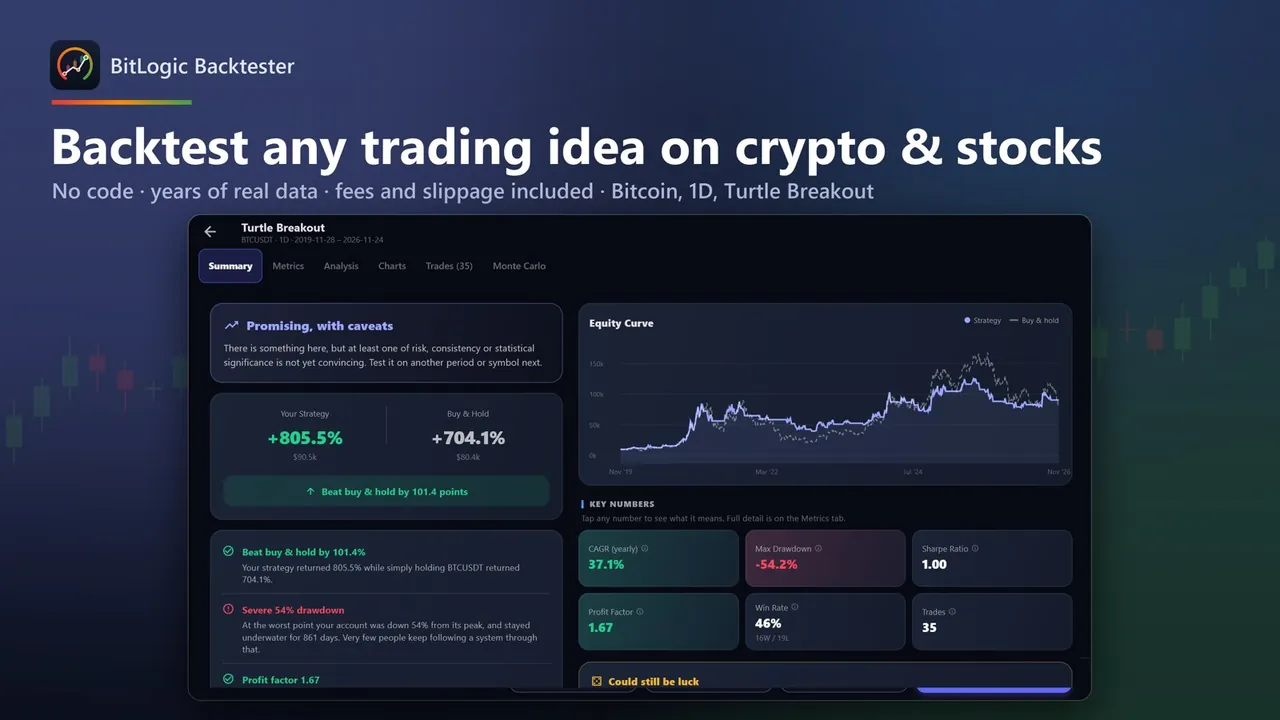 BitLogic Backtester
Backtest any trading idea on crypto & stocks
No code · years of real data · fees and slippage included · Bitcoin, 1D, Turtle Breakout
Turtle Breakout
BTCUSDT · 1D · 2019-11-28 – 2026-11-24
Summary
Metrics
Analysis
Charts
Trades (35)
Monte Carlo
Promising, with caveats
There is something here, but at least one of risk, consistency or statistical
significance is not yet convincing. Test it on another period or symbol next.
Your Strategy
+805.5%
$90.5k
Buy & Hold
+704.1%
$80.4k
Beat buy & hold by 101.4 points
Beat buy & hold by 101.4%
Your strategy returned 805.5% while simply holding BTCUSDT returned
704.1%.
Severe 54% drawdown
At the worst point your account was down 54% from its peak, and stayed
underwater for 861 days. Very few people keep following a system through
that.
Profit factor 1.67
Equity Curve
Strategy
Buy & hold
150k
100k
50k
0k
Nov '19
Mar '22
Jul '24
Nov '26
KEY NUMBERS
Tap any number to see what it means. Full detail is on the Metrics tab.
CAGR (yearly)
37.1%
Max Drawdown
-54.2%
Sharpe Ratio
1.00
Profit Factor
1.67
Win Rate
46%
16W / 19L
Trades
35
Could still be luck